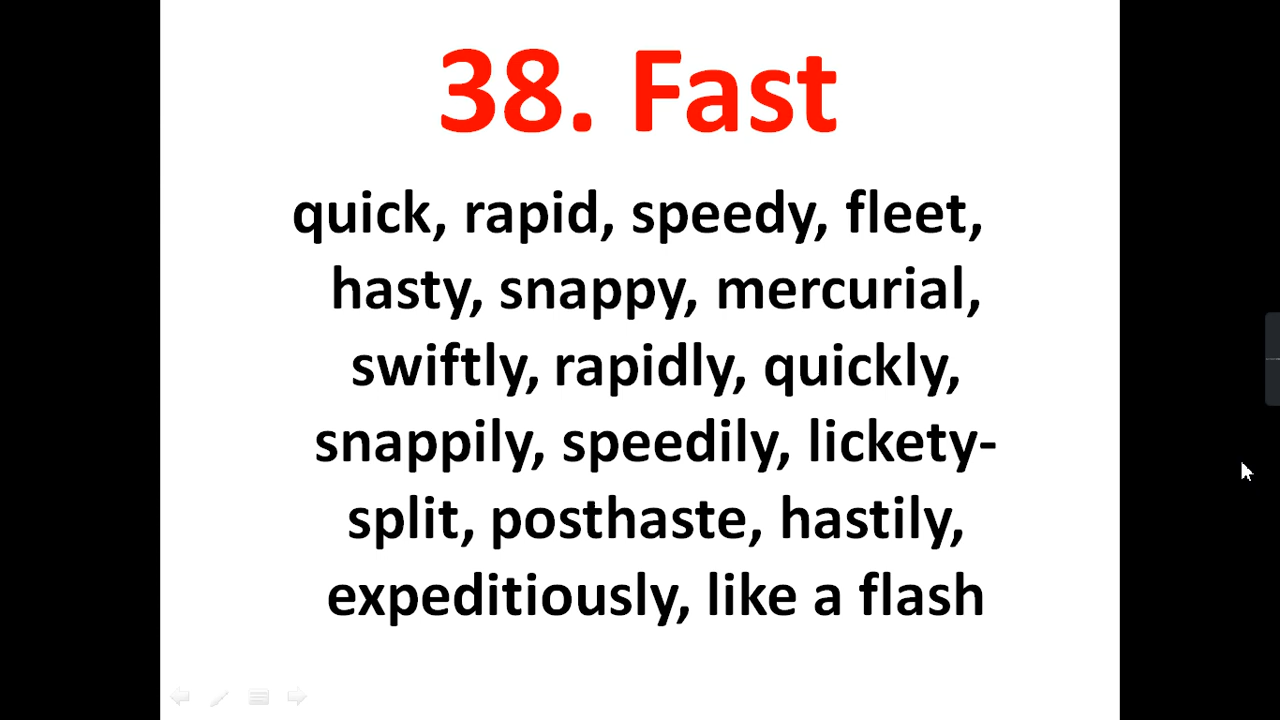 38. Fast
quick, rapid, speedy, fleet,
hasty, snappy, mercurial,
swiftly, rapidly, quickly,
snappily, speedily, lickety-
split, posthaste, hastily,
expeditiously, like a flash